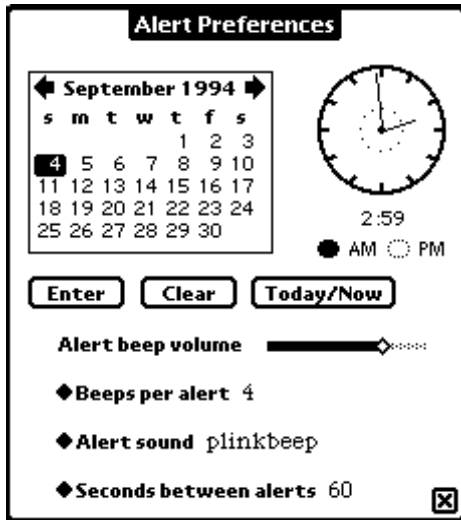 Alert Preferences
September 1994
s m t w t f s
1 2 3
4 5 6 7 8 9 10
11 12 13 14 15 16 17
18 19 20 21 22 23 24
25 26 27 28 29 30
2:59
AM PM
Enter Clear Today/Now
Alert beep volume
Beeps per alert 4
Alert sound plinkbeep
Seconds between alerts 60